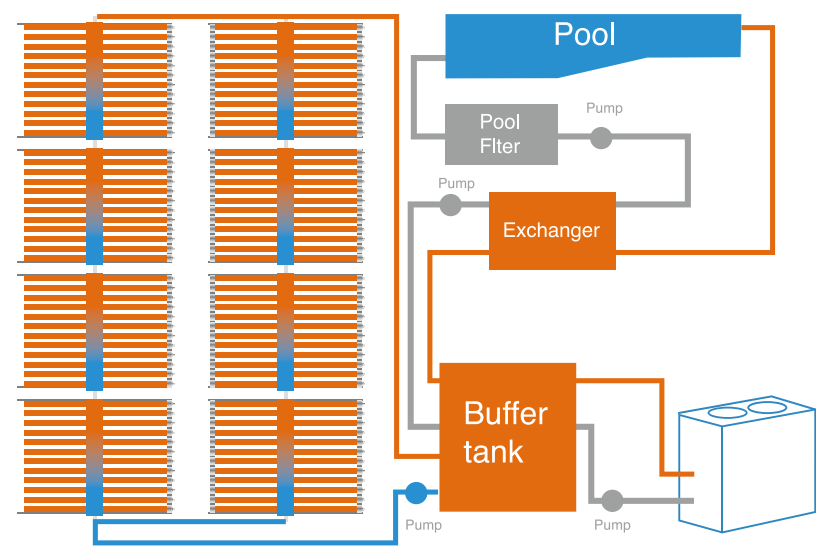 Pool
Pump
Pool
Flter
Pump
Exchanger
Buffer
tank
Pump
Pump